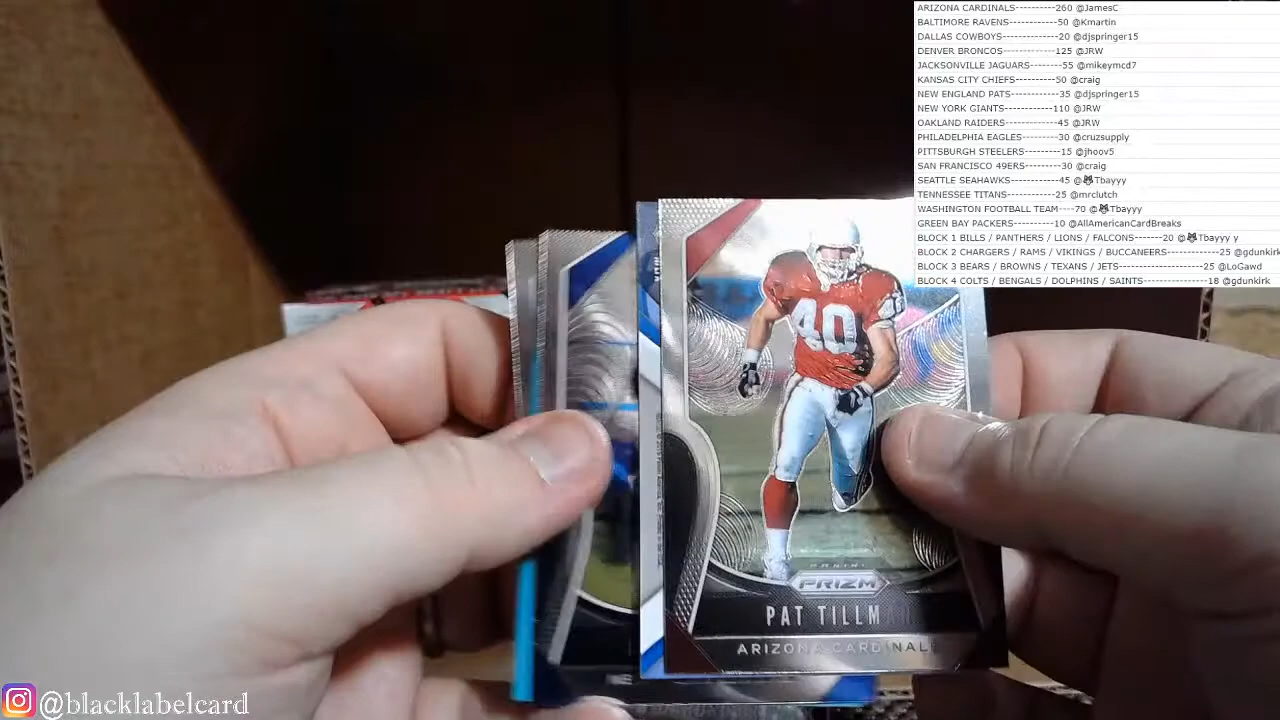 ARIZONA CARDINALS----------260 @JamesC
BALTIMORE RAVENS------------50 @Kmartin
DALLAS COWBOYS--------------20 @djspringer15
DENVER BRONCOS-------------125 @JRW
JACKSONVILLE JAGUARS--------55 @mikeymcd7
KANSAS CITY CHIEFS----------50 @craig
NEW ENGLAND PATS------------35 @djspringer15
NEW YORK GIANTS------------110 @JRW
OAKLAND RAIDERS-------------45 @JRW
PHILADELPHIA EAGLES---------30 @cruzsupply
PITTSBURGH STEELERS---------15 @jhoov5
SAN FRANCISCO 49ERS---------30 @craig
SEATTLE SEAHAWKS------------45 @😼Tbayyy
TENNESSEE TITANS------------25 @mrclutch
WASHINGTON FOOTBALL TEAM----70 @😼Tbayyy
GREEN BAY PACKERS-----------10 @AllAmericanCardBreaks
BLOCK 1 BILLS / PANTHERS / LIONS / FALCONS-------20 @😼Tbayyy y
BLOCK 2 CHARGERS / RAMS / VIKINGS / BUCCANEERS----------------25 @gdunkirk
BLOCK 3 BEARS / BROWNS / TEXANS / JETS---------------------25 @LoGawd
BLOCK 4 COLTS / BENGALS / DOLPHINS / SAINTS----------------18 @gdunkirk
40
PANINI
PRIZM
PAT TILLM
ARIZONA CARDINALS
NE
@blacklabelcard